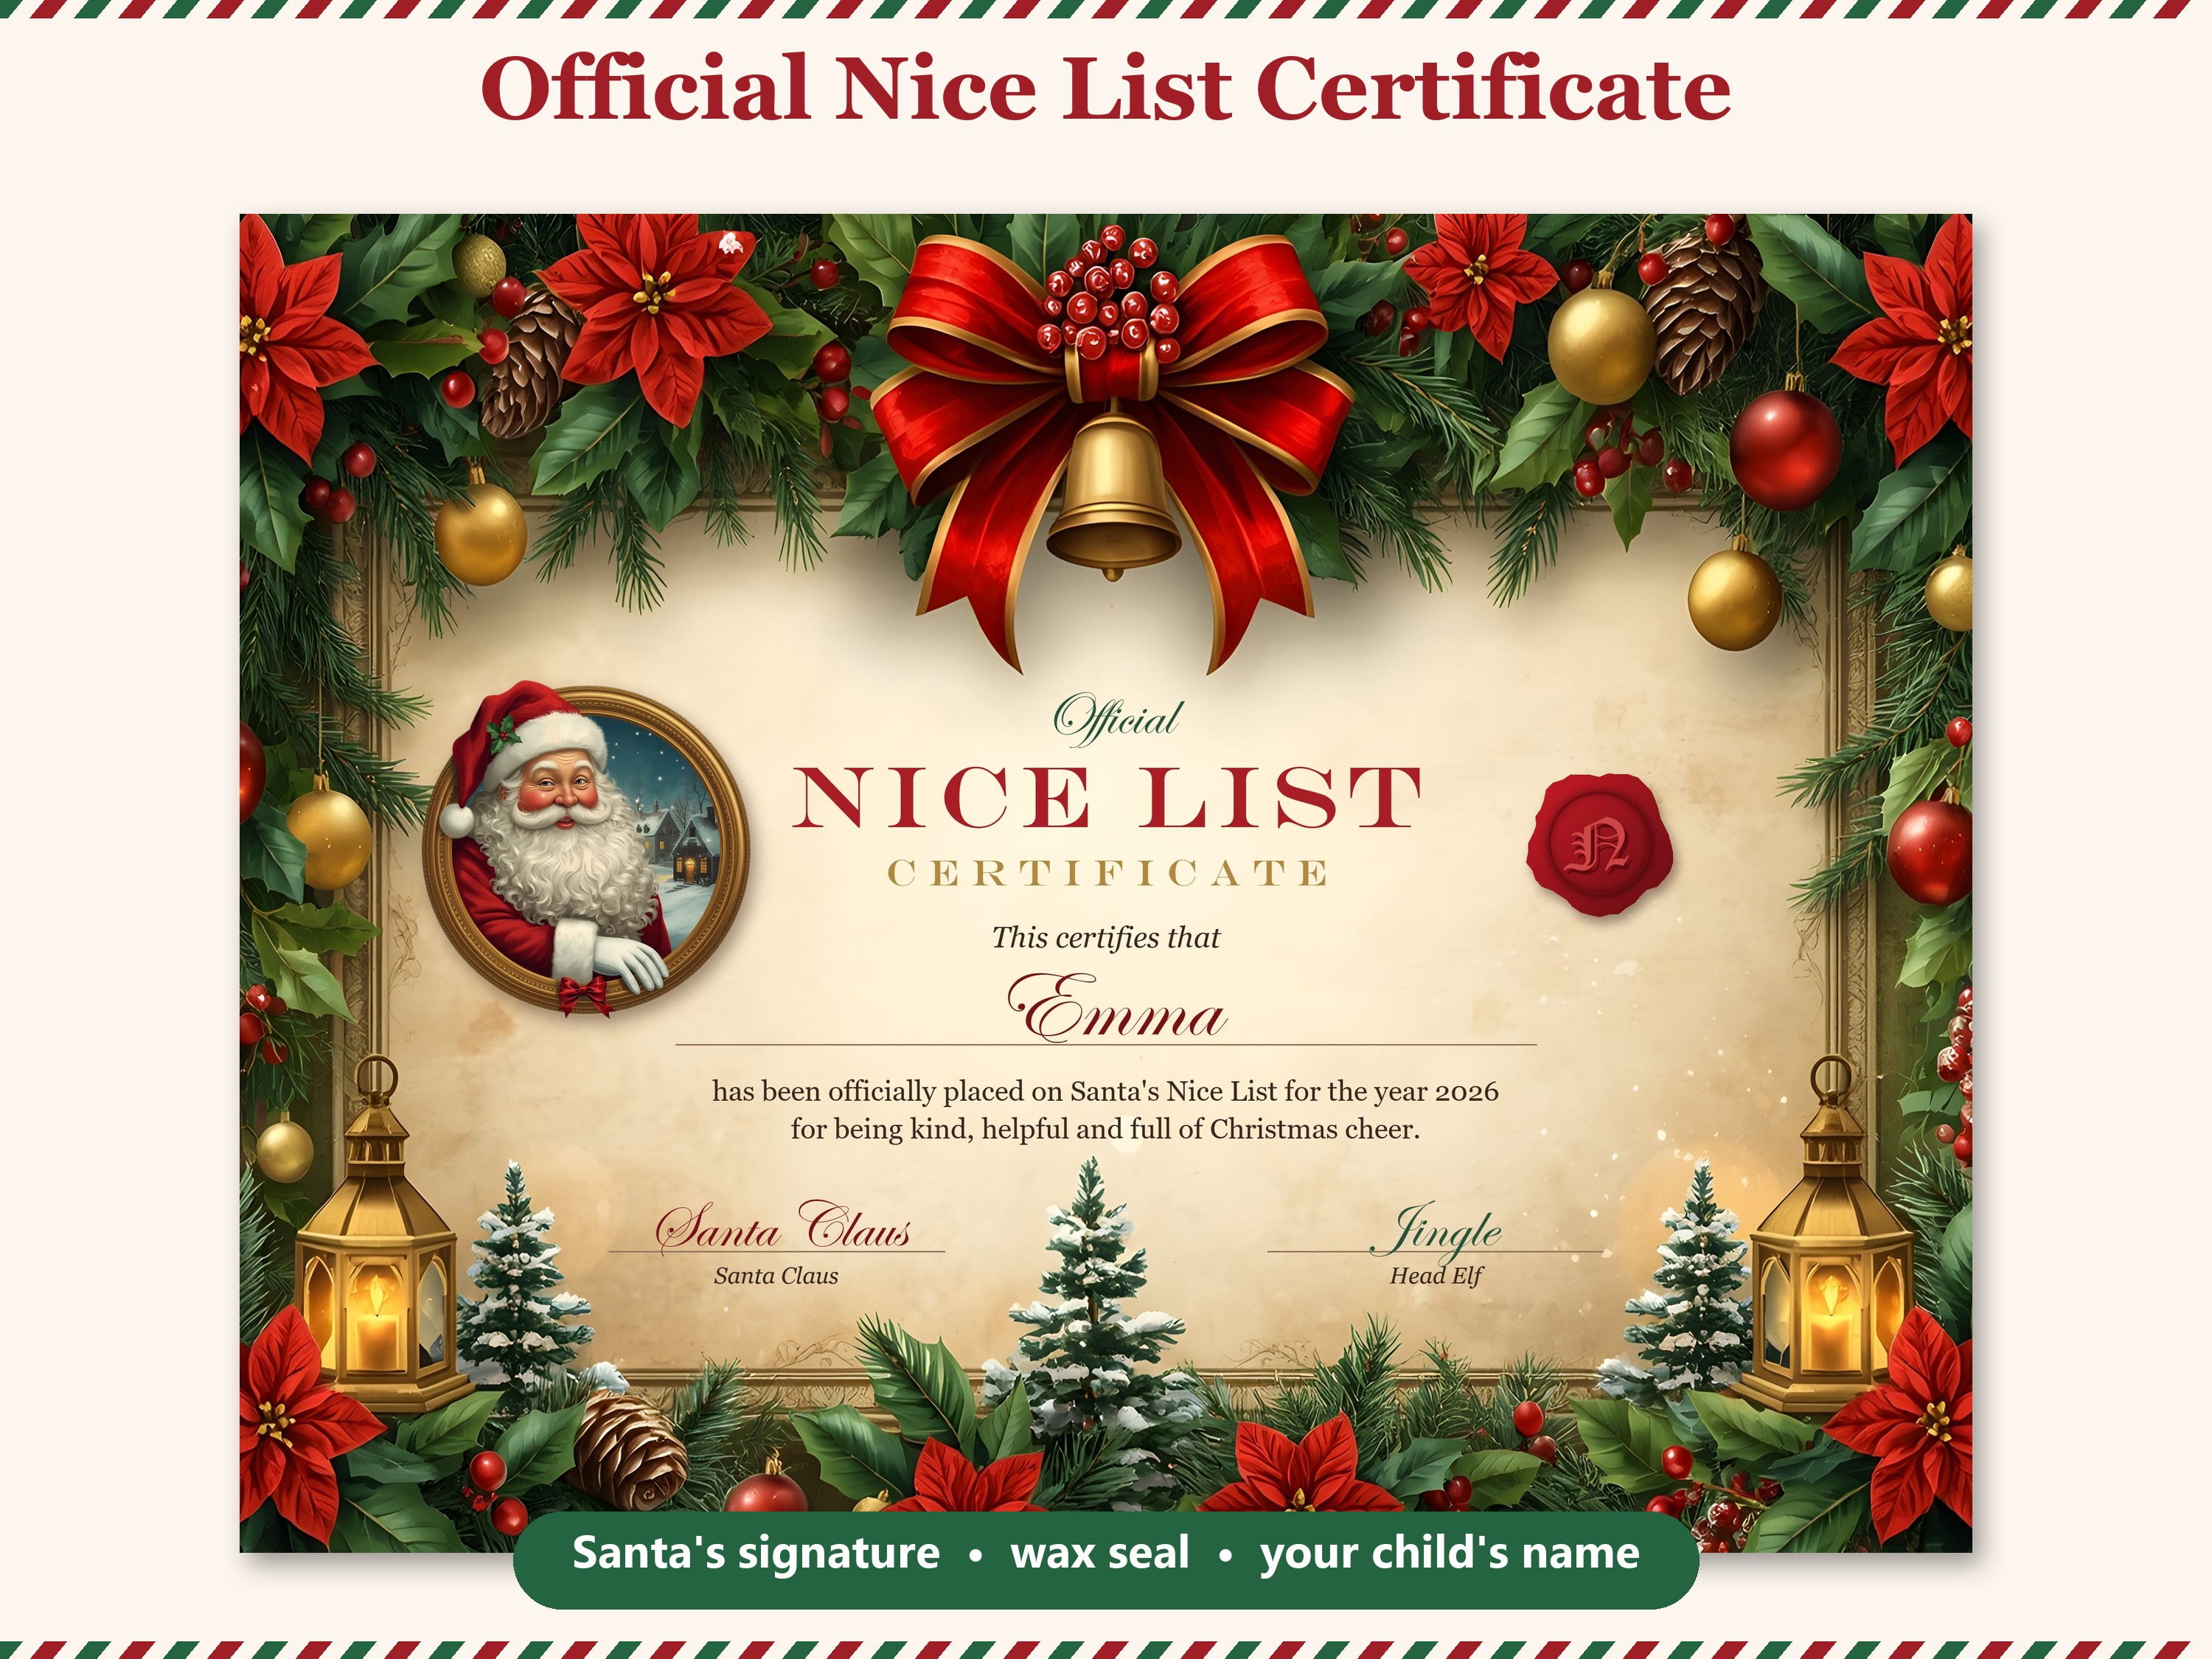 Official Nice List Certificate
Official
NICE LIST
CERTIFICATE
This certifies that
Emma
has been officially placed on Santa's Nice List for the year 2026
for being kind, helpful and full of Christmas cheer.
Santa Claus
Santa Claus
Jingle
Head Elf
N
Santa's signature • wax seal • your child's name